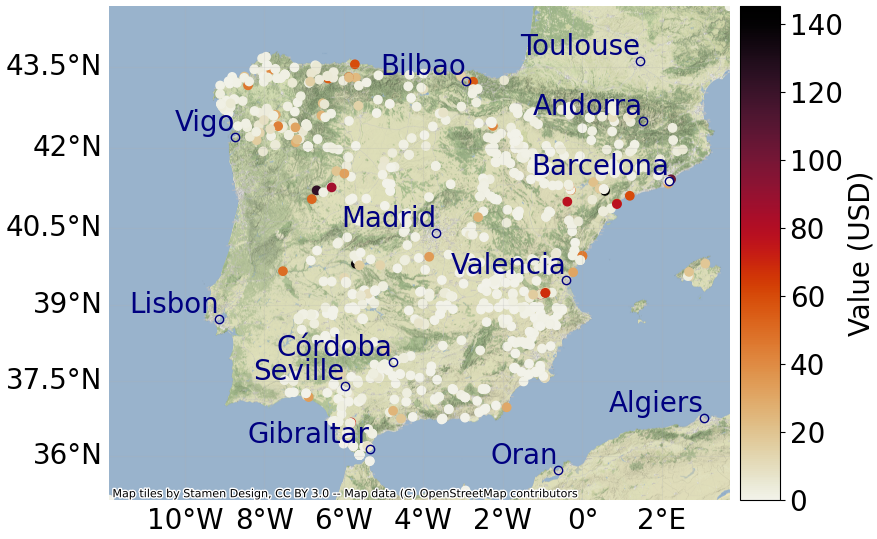 43.5°N
42°N
40.5°N
39°N
37.5°N
36°N
Toulouse
Bilbao
Andorra
Vigo
Barcelona
Madrid
Valencia
Lisbon
Córdoba
Seville
Algiers
Gibraltar
Oran
Map tiles by Stamen Design, CC BY 3.0 -- Map data (C) OpenStreetMap contributors
10°W 8°W 6°W 4°W 2°W 0° 2°E
140
120
100
80
60
40
20
0
Value (USD)